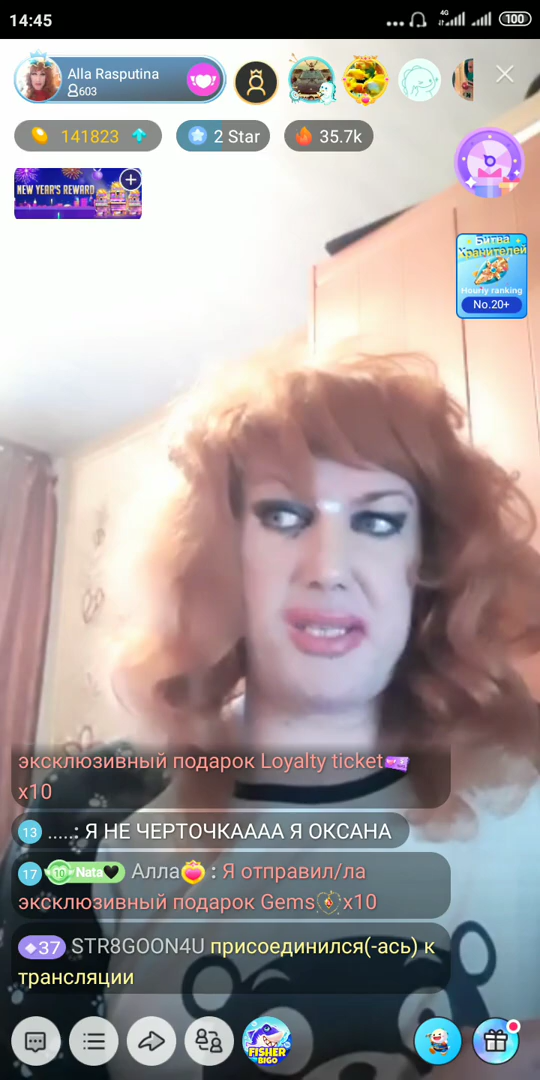 14:45
4G
100
Alla Rasputina
603
141823
2 Star
35.7k
NEW YEAR'S REWARD
Битва
Хранителей
Hourly ranking
No.20+
эксклюзивный подарок Loyalty ticket
x10
13 .....: Я НЕ ЧЕРТОЧКАААА Я ОКСАНА
17 10 Nata🖤 Алла : Я отправил/ла
эксклюзивный подарок Gems x10
37 STR8GOON4U присоединился(-ась) к
трансляции
FISHER
BIGO